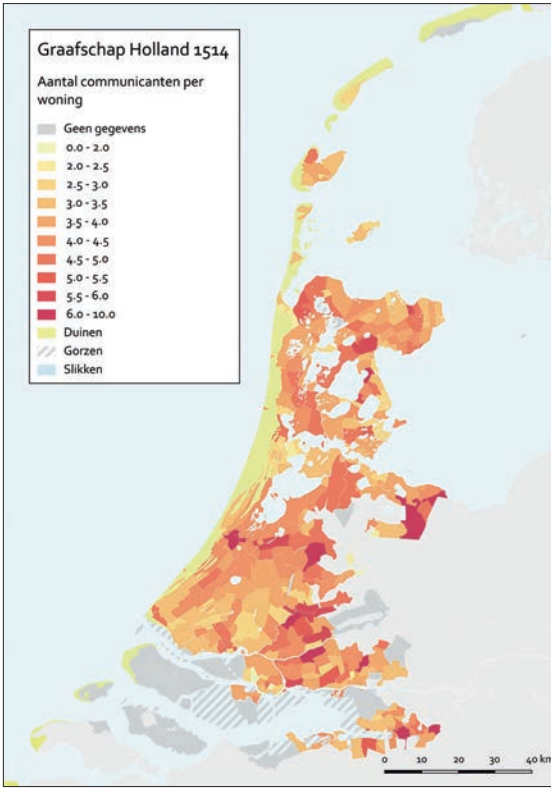 Graafschap Holland 1514
Aantal communicanten per
woning
Geen gegevens
0.0 - 2.0
2.0 - 2.5
2.5 - 3.0
3.0 - 3.5
3.5 - 4.0
4.0 - 4.5
4.5 - 5.0
5.0 - 5.5
5.5 - 6.0
6.0 - 10.0
Duinen
Gorzen
Slikken
0 10 20 30 40 km